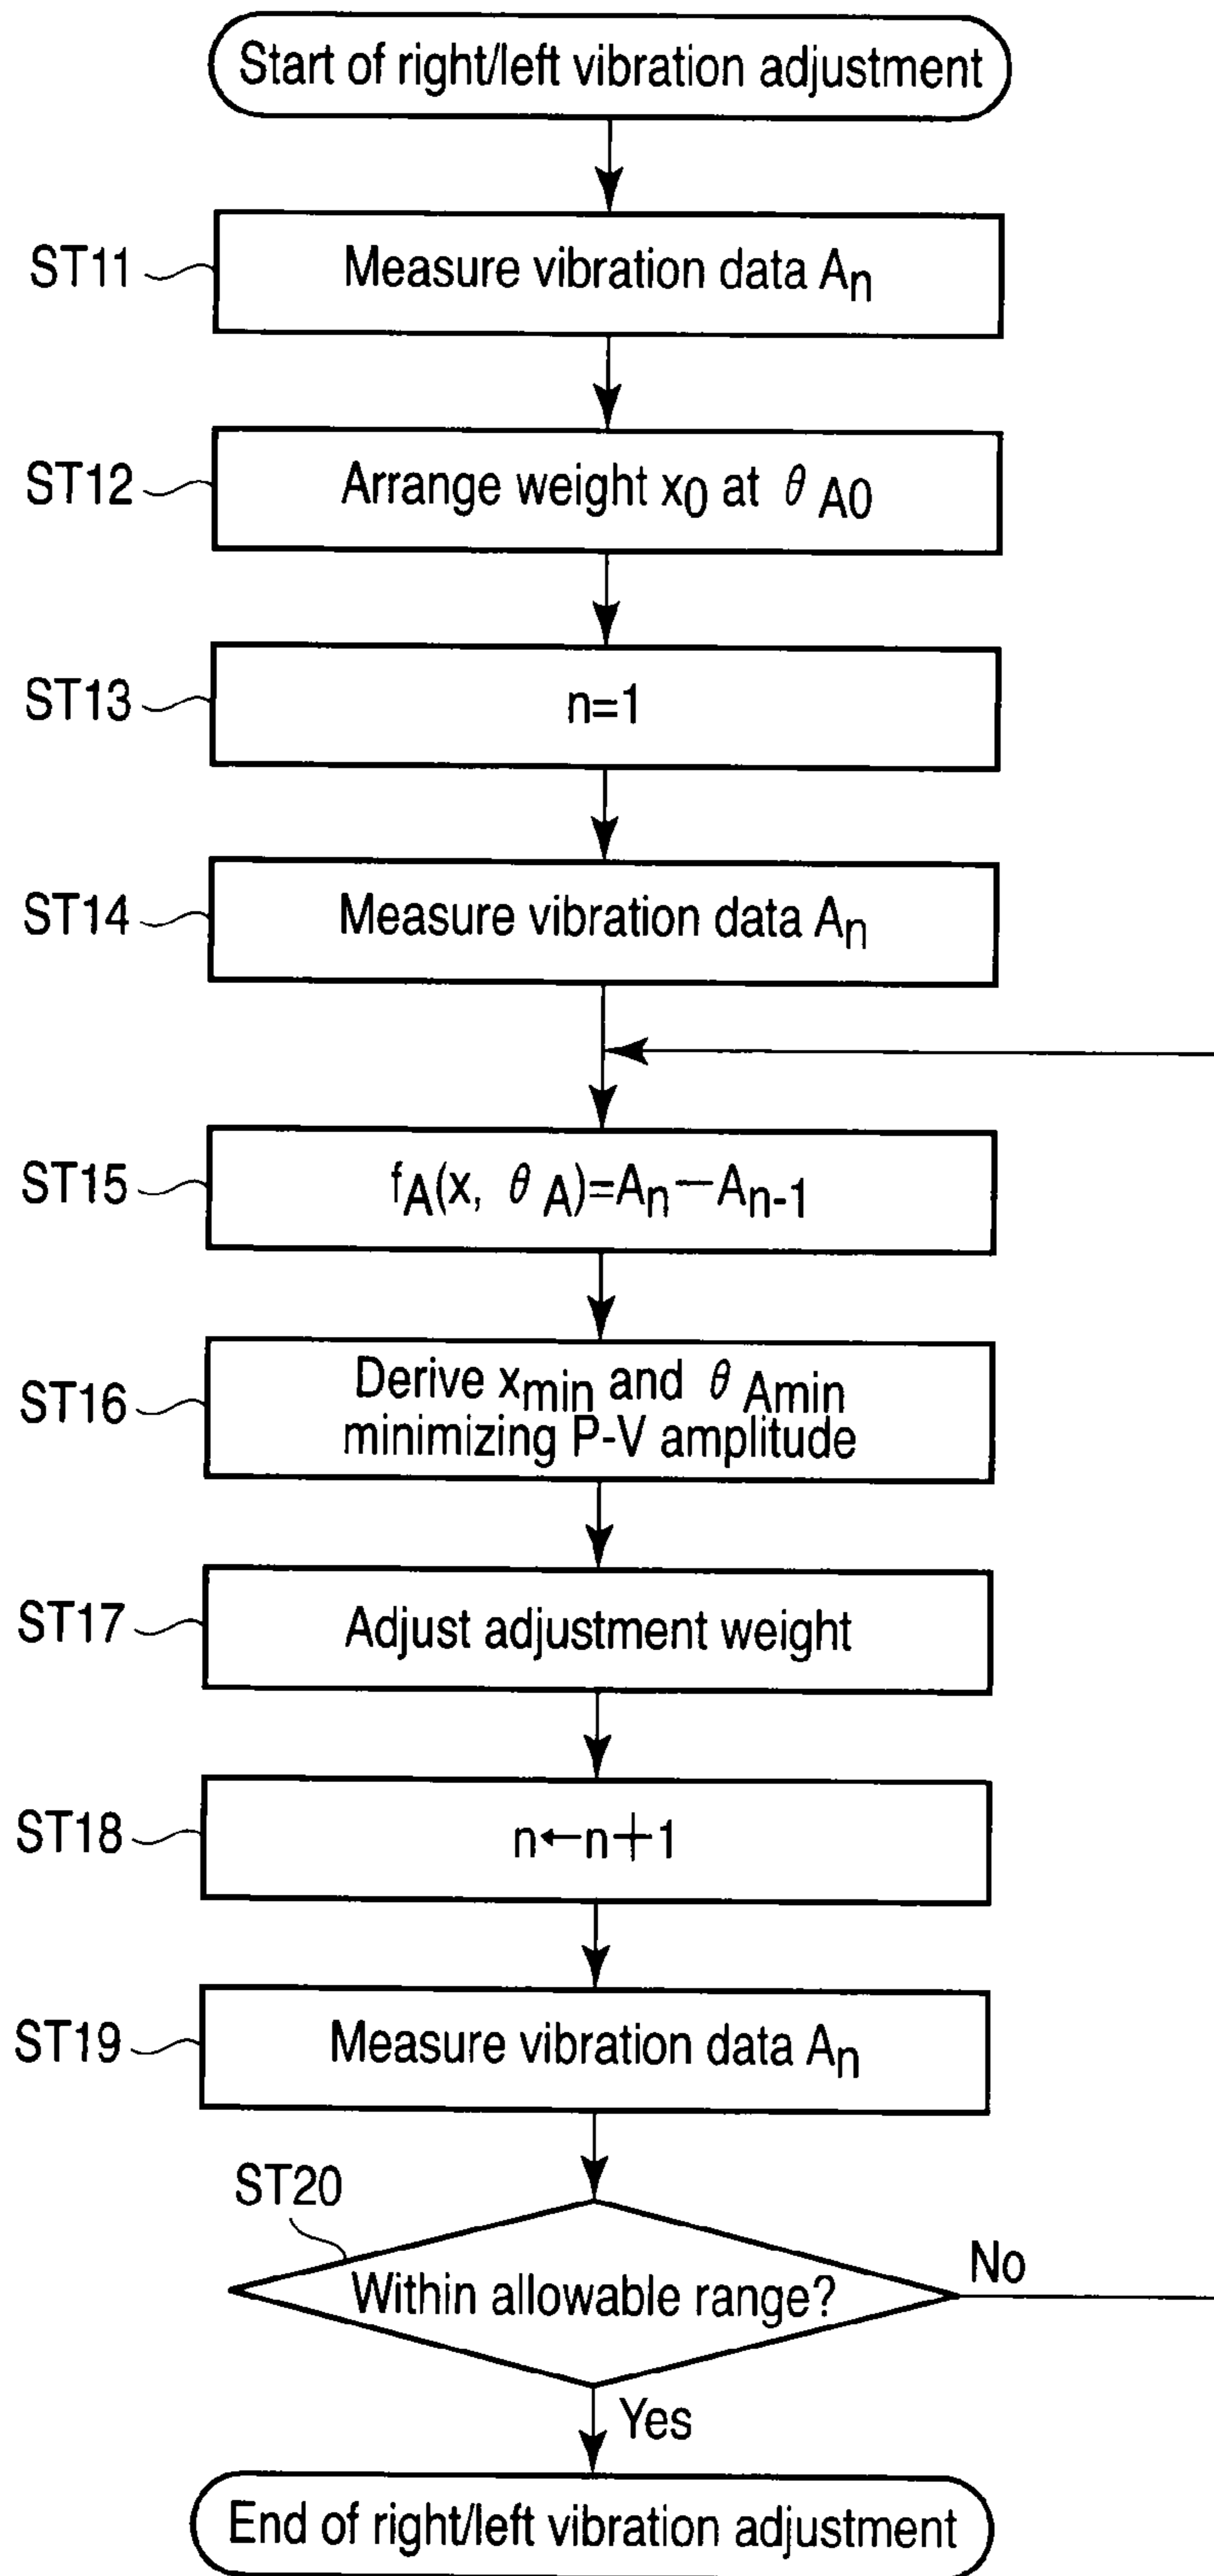 Start of right/left vibration adjustment
ST11
Measure vibration data An
ST12
Arrange weight x0 at θA0
ST13
n=1
ST14
Measure vibration data An
ST15
fA(x, θA)=An−An-1
ST16
Derive xmin and θAmin
minimizing P-V amplitude
ST17
Adjust adjustment weight
ST18
n←n+1
ST19
Measure vibration data An
ST20
Within allowable range?
No
Yes
End of right/left vibration adjustment